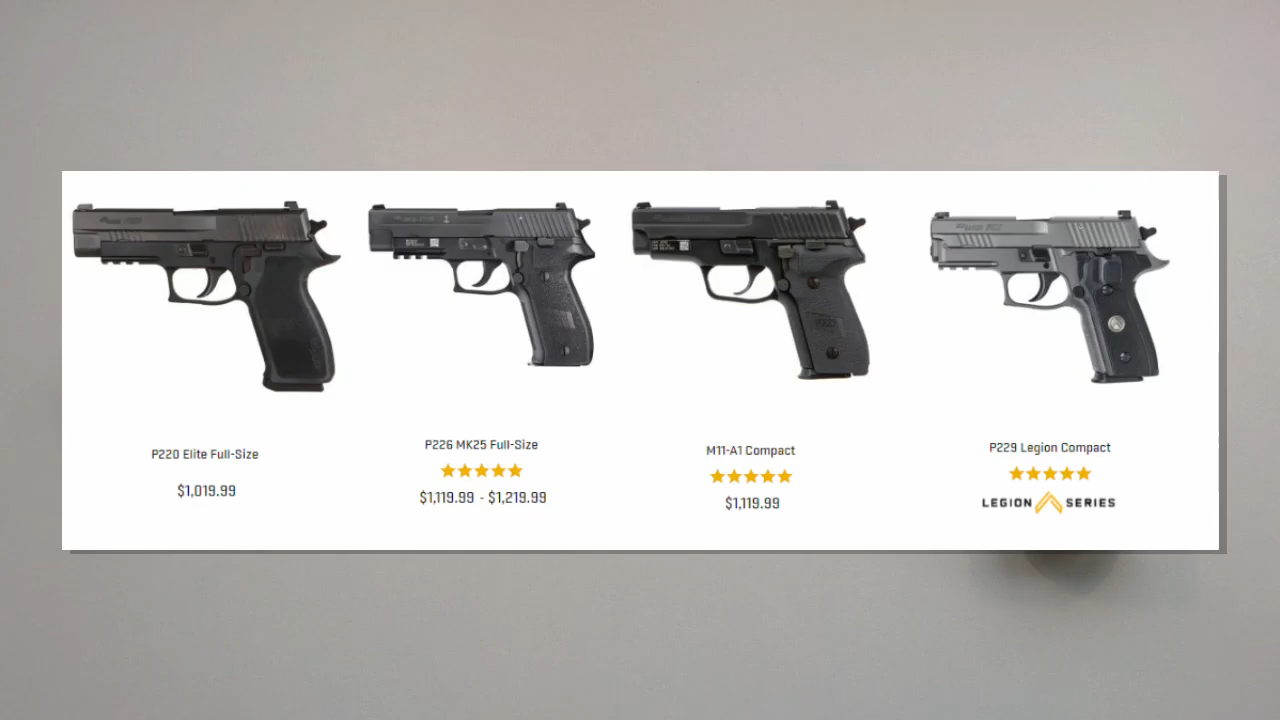 P220 Elite Full-Size
$1,019.99
P226 MK25 Full-Size
$1,119.99 - $1,219.99
M11-A1 Compact
$1,119.99
P229 Legion Compact
LEGION SERIES